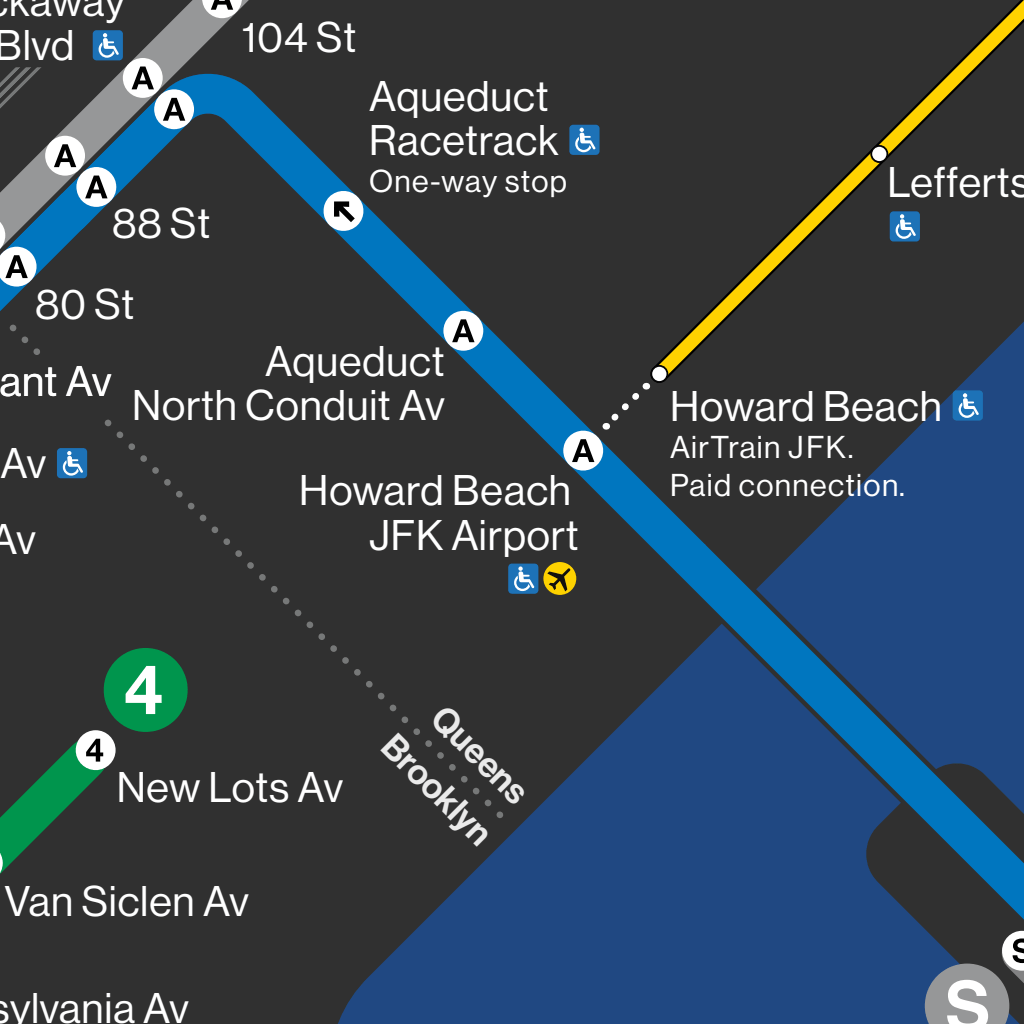 ckaway
Blvd
A
104 St
A
A
A
A
88 St
A
80 St
Aqueduct
Racetrack
One-way stop
Lefferts
A
Aqueduct
North Conduit Av
ant Av
Av
Av
A
Howard Beach
JFK Airport
Howard Beach
AirTrain JFK.
Paid connection.
4
4
New Lots Av
Queens
Brooklyn
Van Siclen Av
sylvania Av
S
S